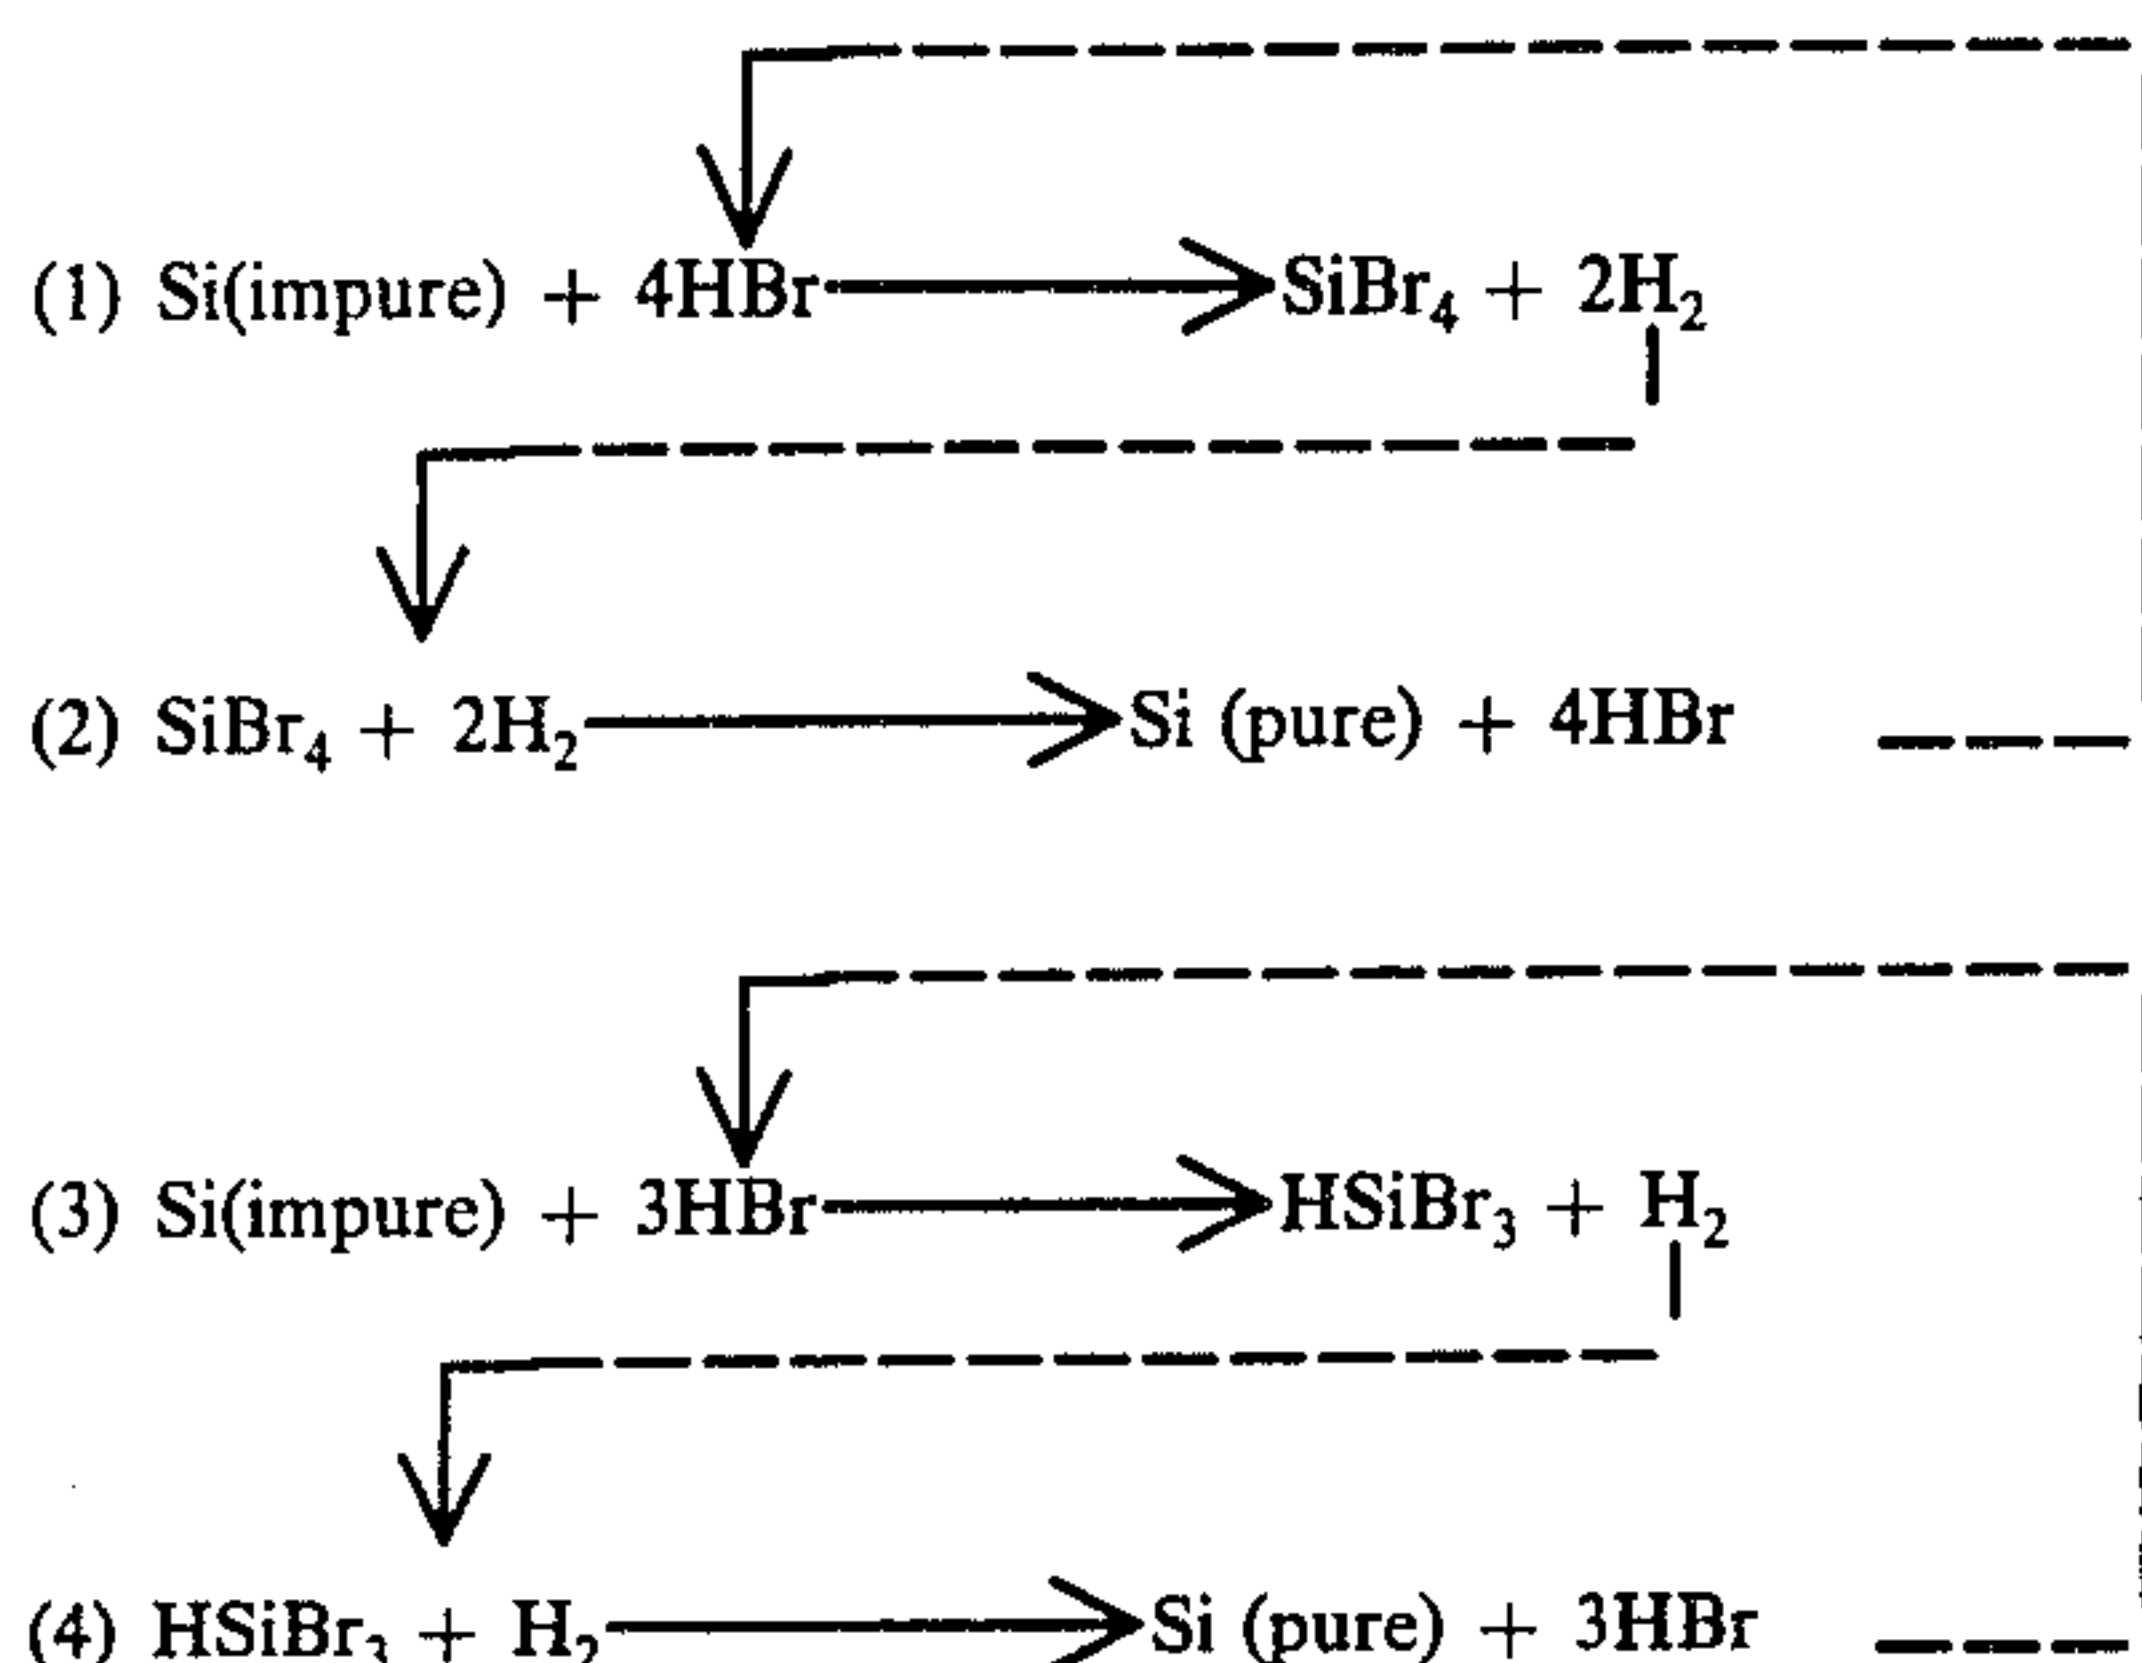 (1) Si(impure) + 4HBr → SiBr₄ + 2H₂
(2) SiBr₄ + 2H₂ → Si (pure) + 4HBr
(3) Si(impure) + 3HBr → HSiBr₃ + H₂
(4) HSiBr₃ + H₂ → Si (pure) + 3HBr